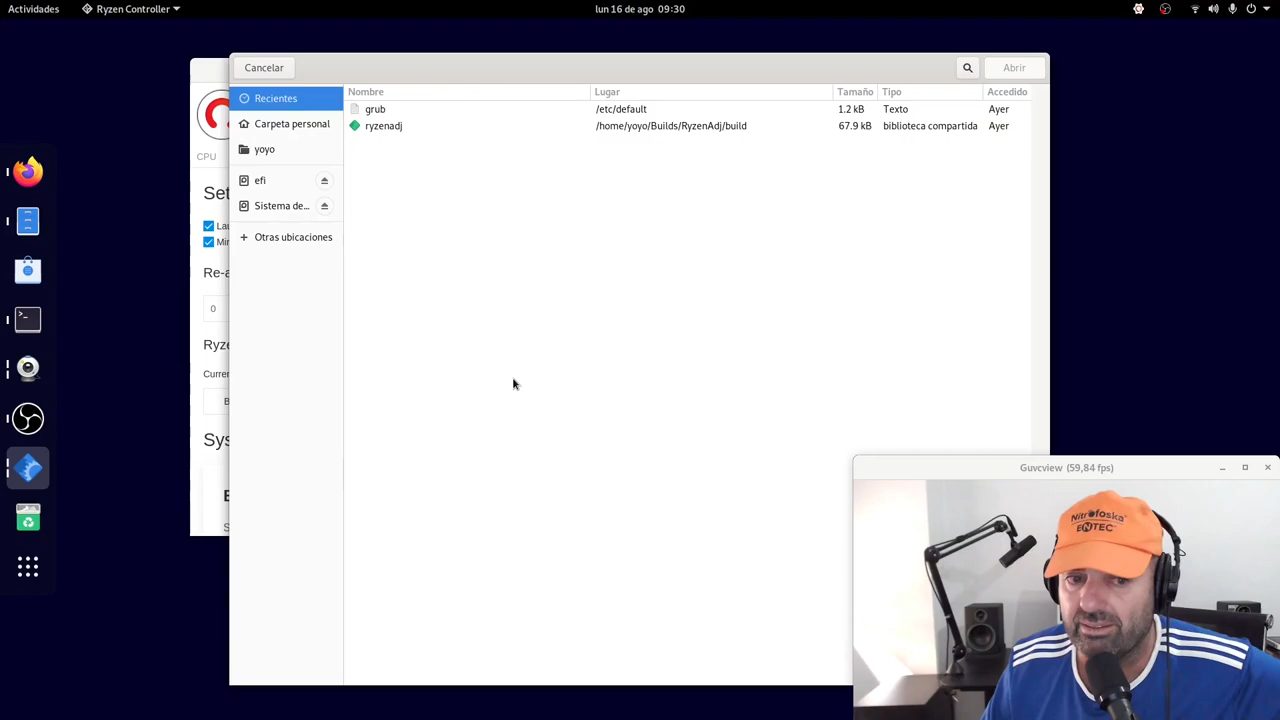 Actividades
Ryzen Controller
lun 16 de ago 09:30
Cancelar
Abrir
Recientes
Carpeta personal
yoyo
efi
Sistema de...
Otras ubicaciones
Nombre Lugar Tamaño Tipo Accedido
grub /etc/default 1.2 kB Texto Ayer
ryzenadj /home/yoyo/Builds/RyzenAdj/build 67.9 kB biblioteca compartida Ayer
CPU
Set
Lau
Re-a
0
Ryze
Curren
B
Sys
Guvcview (59,84 fps)
Nitrofoska
ENTEC